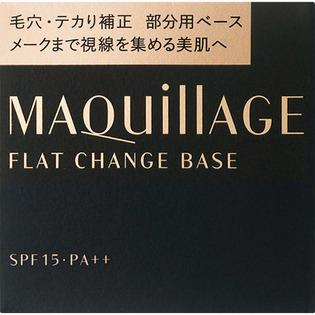 毛穴・テカリ補正 部分用ベース
メークまで視線を集める美肌へ
MAQuillAGE
FLAT CHANGE BASE
SPF15・PA++